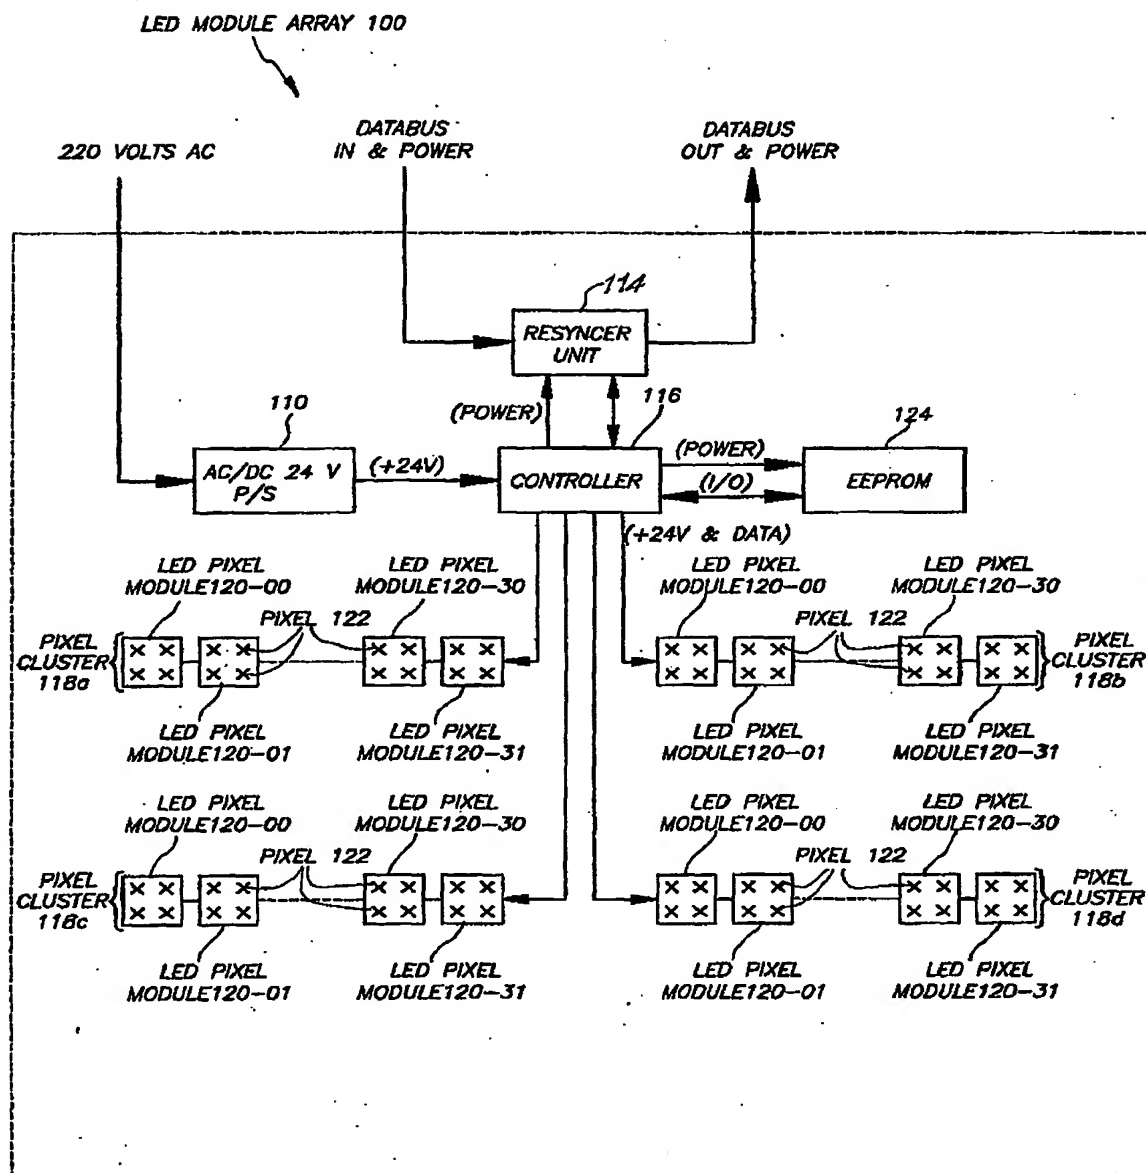 LED MODULE ARRAY 100
220 VOLTS AC
DATABUS
IN & POWER
DATABUS
OUT & POWER
114
RESYNCER
UNIT
110
(POWER)
116
124
AC/DC 24 V
P/S
(+24V)
CONTROLLER
(POWER)
(I/O)
EEPROM
(+24V & DATA)
LED PIXEL
MODULE120-00
LED PIXEL
MODULE120-30
LED PIXEL
MODULE120-00
LED PIXEL
MODULE120-30
PIXEL
CLUSTER
118a
PIXEL 122
PIXEL 122
PIXEL
CLUSTER
118b
LED PIXEL
MODULE120-01
LED PIXEL
MODULE120-31
LED PIXEL
MODULE120-01
LED PIXEL
MODULE120-31
LED PIXEL
MODULE120-00
LED PIXEL
MODULE120-30
LED PIXEL
MODULE120-00
LED PIXEL
MODULE120-30
PIXEL
CLUSTER
118c
PIXEL 122
PIXEL 122
PIXEL
CLUSTER
118d
LED PIXEL
MODULE120-01
LED PIXEL
MODULE120-31
LED PIXEL
MODULE120-01
LED PIXEL
MODULE120-31